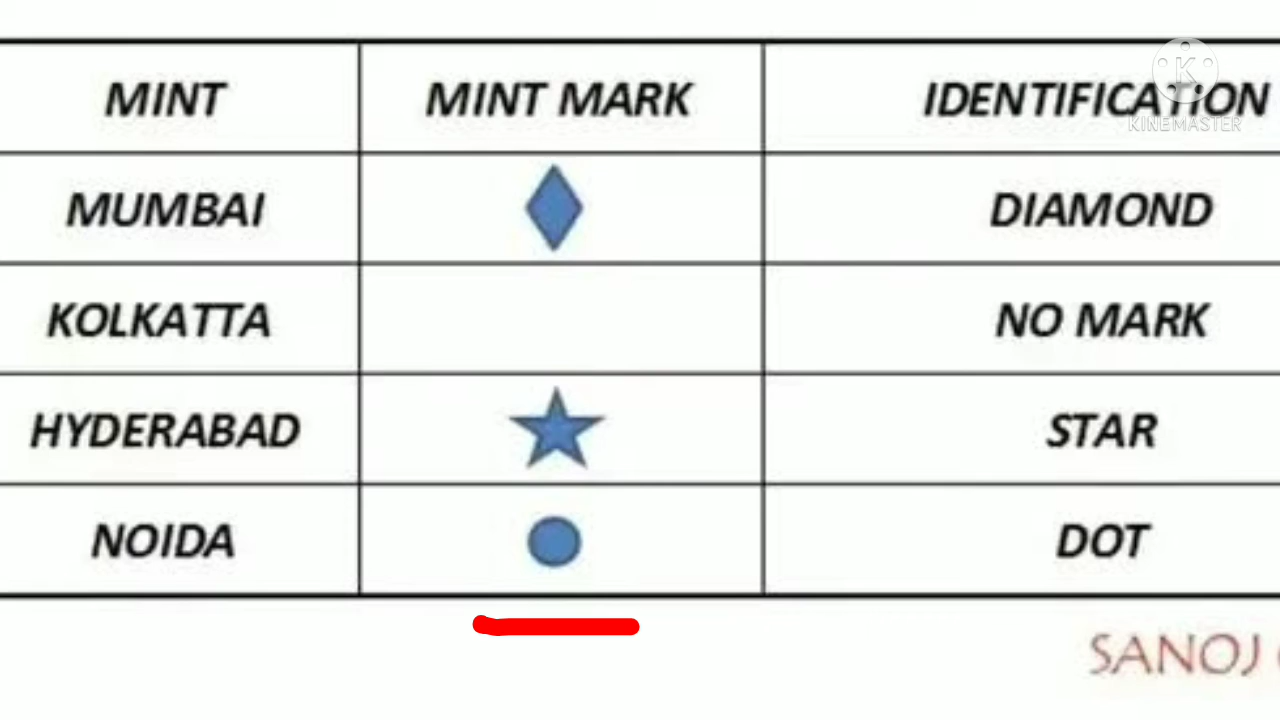 MINT MINT MARK IDENTIFICATION
K
KINEMASTER
MUMBAI DIAMOND
KOLKATTA NO MARK
HYDERABAD STAR
NOIDA DOT
SANOJ